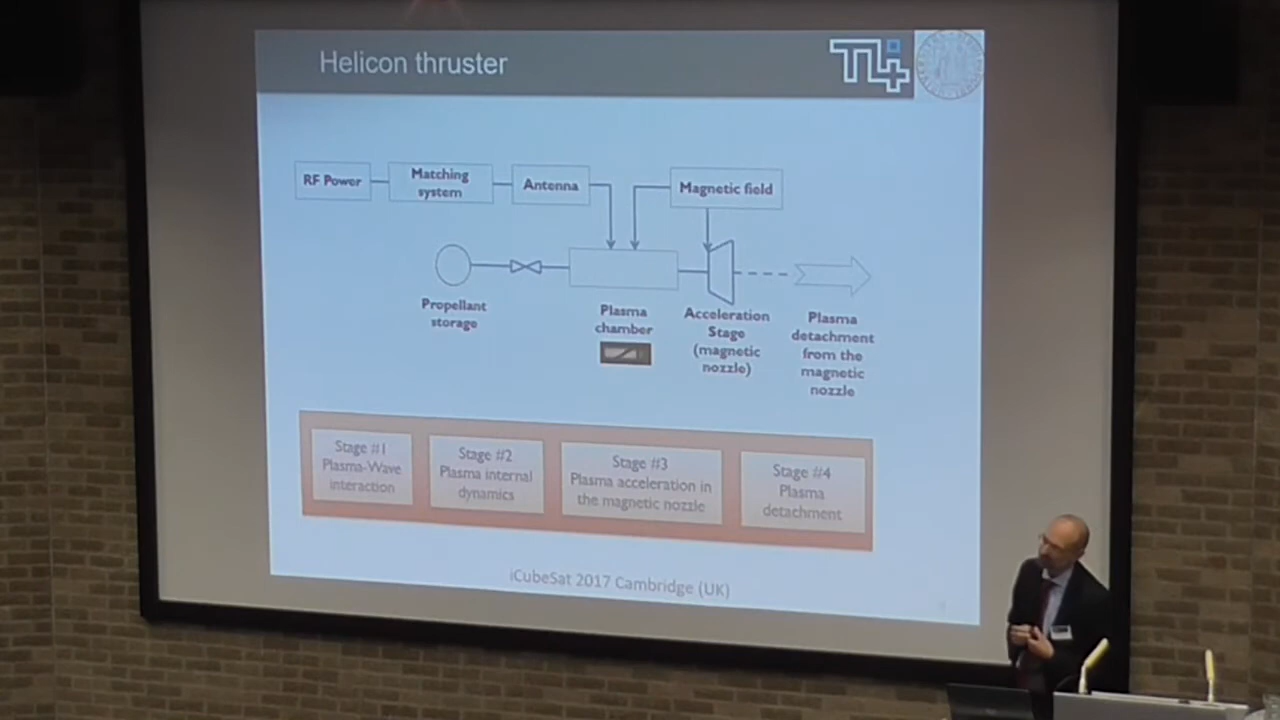 Helicon thruster
T4i
RF Power
Matching
system
Antenna
Magnetic field
Propellant
storage
Plasma
chamber
Acceleration
Stage
(magnetic
nozzle)
Plasma
detachment
from the
magnetic
nozzle
Stage #1
Plasma-Wave
interaction
Stage #2
Plasma internal
dynamics
Stage #3
Plasma acceleration in
the magnetic nozzle
Stage #4
Plasma
detachment
iCubeSat 2017 Cambridge (UK)